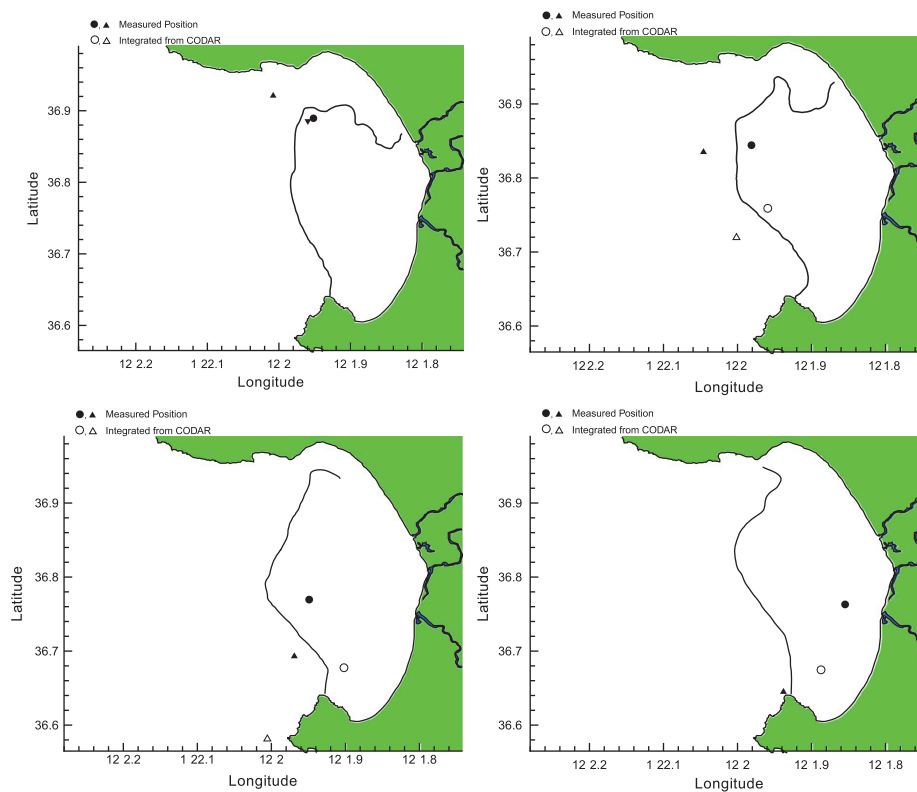 ●, ▲ Measured Position
○, △ Integrated from CODAR
36.9
36.8
36.7
36.6
Latitude
12 2.2
1 22.1
12 2
12 1.9
12 1.8
Longitude
●, ▲ Measured Position
○, △ Integrated from CODAR
36.9
36.8
36.7
36.6
Latitude
122.2
1 22.1
122
12 1.9
12 1.8
Longitude
●, ▲ Measured Position
○, △ Integrated from CODAR
36.9
36.8
36.7
36.6
Latitude
12 2.2
1 22.1
12 2
12 1.9
12 1.8
Longitude
●, ▲ Measured Position
○, △ Integrated from CODAR
36.9
36.8
36.7
36.6
Latitude
12 2.2
1 22.1
12 2
12 1.9
12 1.8
Longitude